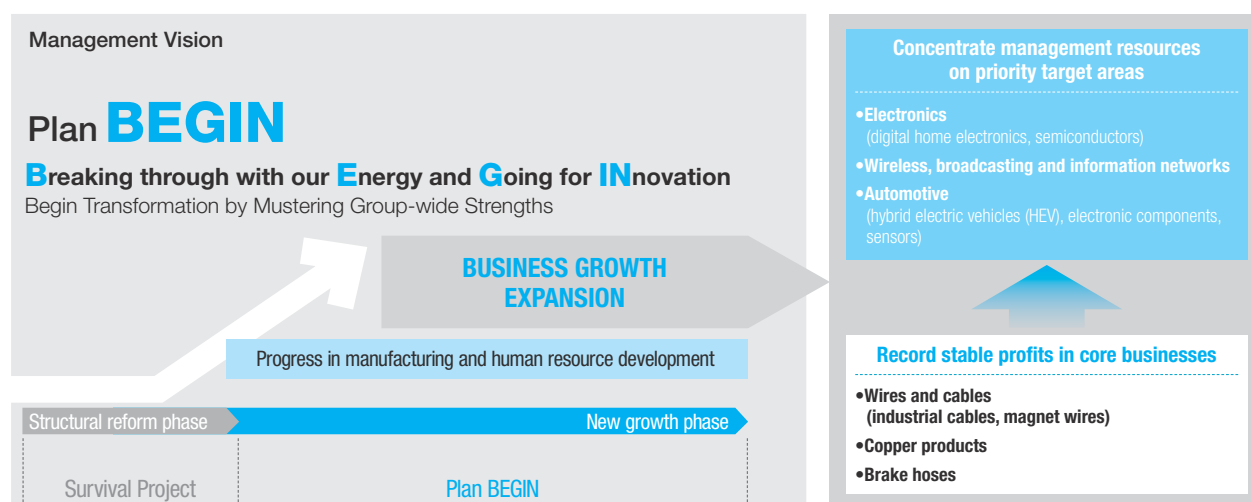 Management Vision
Plan BEGIN
Breaking through with our Energy and Going for INnovation
Begin Transformation by Mustering Group-wide Strengths
BUSINESS GROWTH
EXPANSION
Progress in manufacturing and human resource development
Structural reform phase
New growth phase
Survival Project
Plan BEGIN
Concentrate management resources
on priority target areas
•Electronics
(digital home electronics, semiconductors)
•Wireless, broadcasting and information networks
•Automotive
(hybrid electric vehicles (HEV), electronic components,
sensors)
Record stable profits in core businesses
•Wires and cables
(industrial cables, magnet wires)
•Copper products
•Brake hoses